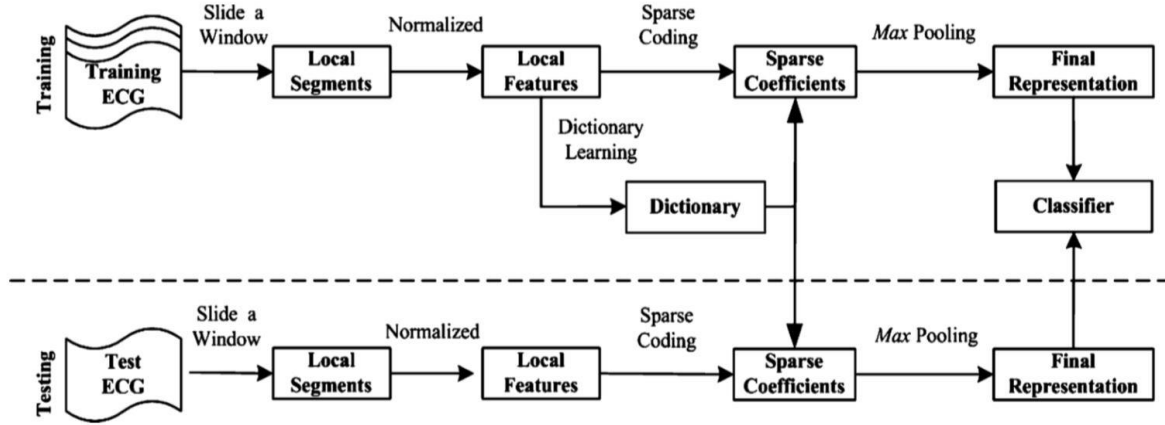 Training
Training
ECG
Slide a
Window
Local
Segments
Normalized
Local
Features
Sparse
Coding
Sparse
Coefficients
Max Pooling
Final
Representation
Dictionary
Learning
Dictionary
Classifier
Testing
Test
ECG
Slide a
Window
Local
Segments
Normalized
Local
Features
Sparse
Coding
Sparse
Coefficients
Max Pooling
Final
Representation